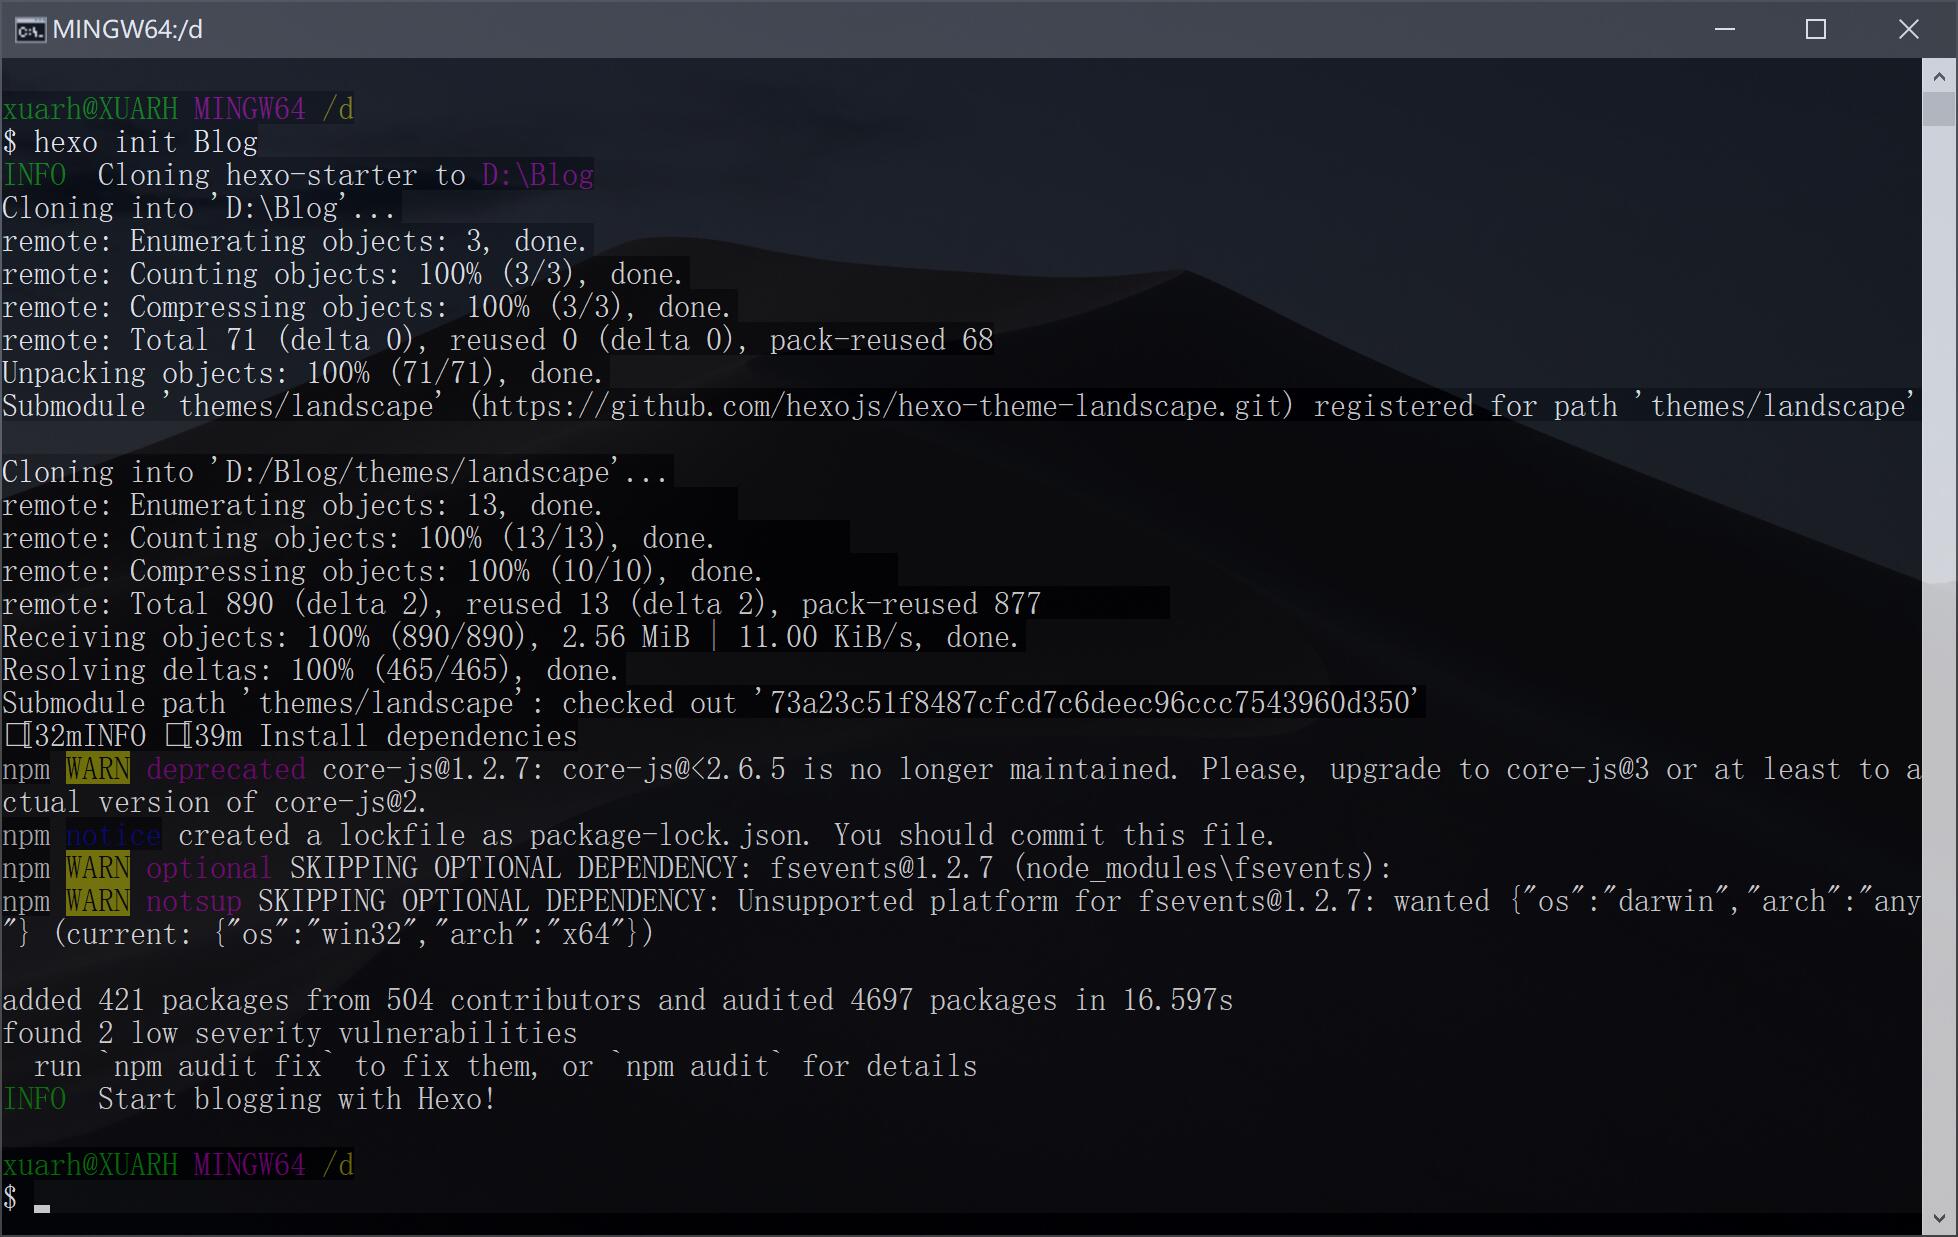 MINGW64:/d
xuarh@XUARH MINGW64 /d
$ hexo init Blog
INFO  Cloning hexo-starter to D:\Blog
Cloning into 'D:\Blog'...
remote: Enumerating objects: 3, done.
remote: Counting objects: 100% (3/3), done.
remote: Compressing objects: 100% (3/3), done.
remote: Total 71 (delta 0), reused 0 (delta 0), pack-reused 68
Unpacking objects: 100% (71/71), done.
Submodule 'themes/landscape' (https://github.com/hexojs/hexo-theme-landscape.git) registered for path 'themes/landscape'
Cloning into 'D:/Blog/themes/landscape'...
remote: Enumerating objects: 13, done.
remote: Counting objects: 100% (13/13), done.
remote: Compressing objects: 100% (10/10), done.
remote: Total 890 (delta 2), reused 13 (delta 2), pack-reused 877
Receiving objects: 100% (890/890), 2.56 MiB | 11.00 KiB/s, done.
Resolving deltas: 100% (465/465), done.
Submodule path 'themes/landscape': checked out '73a23c51f8487cfcd7c6deec96ccc7543960d350'
□[32mINFO □[39m Install dependencies
npm WARN deprecated core-js@1.2.7: core-js@<2.6.5 is no longer maintained. Please, upgrade to core-js@3 or at least to a
ctual version of core-js@2.
npm notice created a lockfile as package-lock.json. You should commit this file.
npm WARN optional SKIPPING OPTIONAL DEPENDENCY: fsevents@1.2.7 (node_modules\fsevents):
npm WARN notsup SKIPPING OPTIONAL DEPENDENCY: Unsupported platform for fsevents@1.2.7: wanted {"os":"darwin","arch":"any
"} (current: {"os":"win32","arch":"x64"})
added 421 packages from 504 contributors and audited 4697 packages in 16.597s
found 2 low severity vulnerabilities
  run `npm audit fix` to fix them, or `npm audit` for details
INFO  Start blogging with Hexo!
xuarh@XUARH MINGW64 /d
$